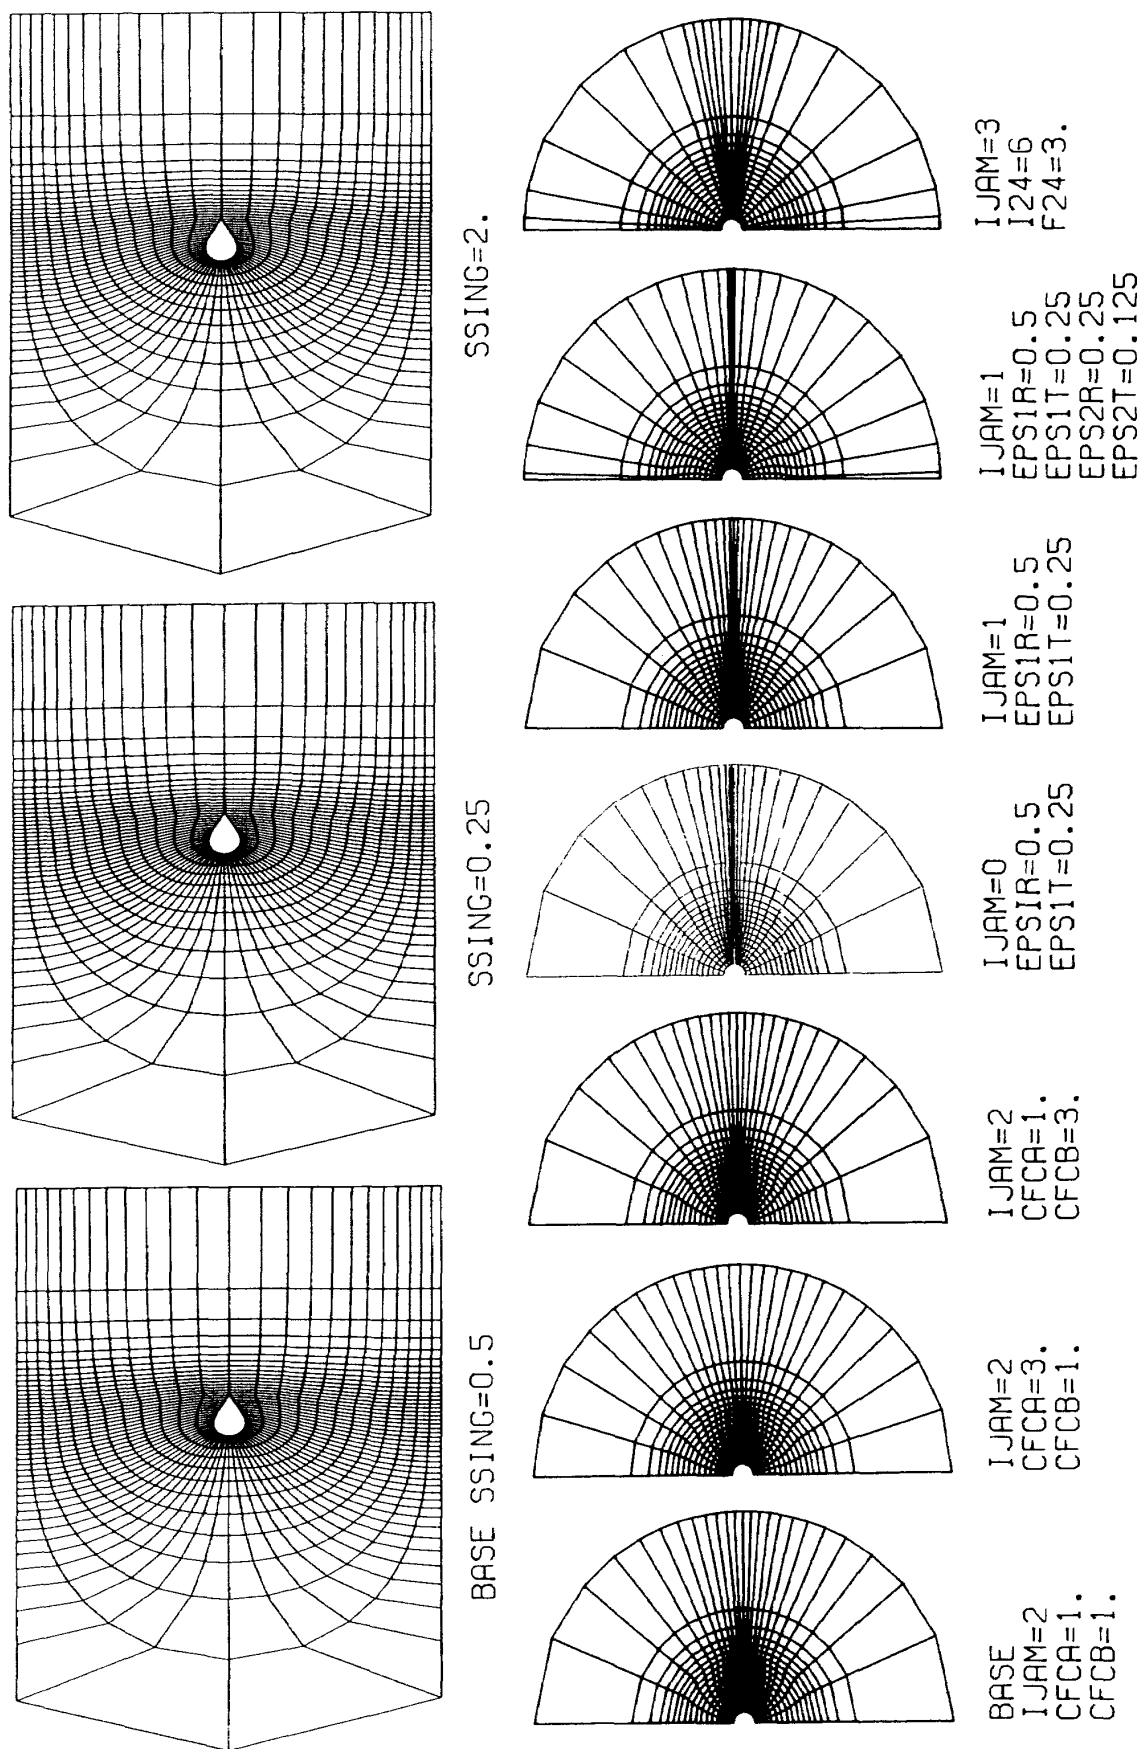 BASE SSING=0.5
SSING=0.25
SSING=2.
BASE
IJAM=2
CFCA=1.
CFCB=1.
IJAM=2
CFCA=3.
CFCB=1.
IJAM=2
CFCA=1.
CFCB=3.
IJAM=0
EPSIR=0.5
EPS1T=0.25
IJAM=1
EPS1R=0.5
EPS1T=0.25
IJAM=1
EPS1R=0.5
EPS1T=0.25
EPS2R=0.25
EPS2T=0.125
IJAM=3
I24=6
F24=3.